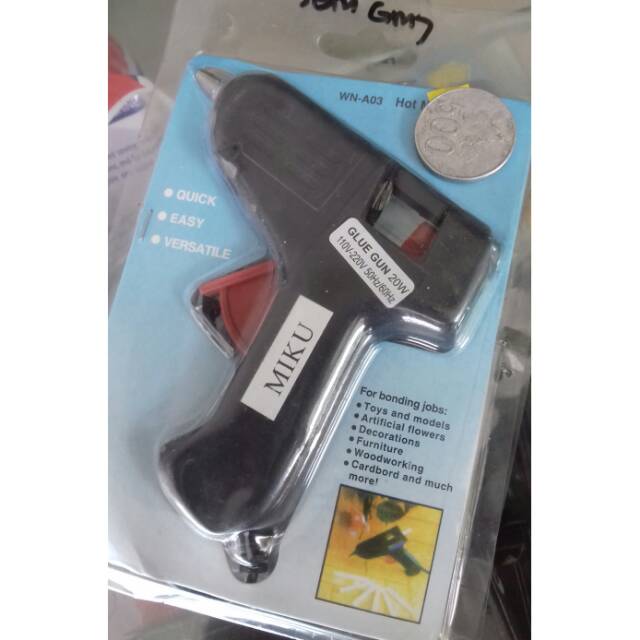 WN-A03 Hot
500
• QUICK
• EASY
• VERSATILE
GLUE GUN 20W
110V-220V 50Hz/60Hz
MIKU
For bonding jobs:
• Toys and models
• Artificial flowers
• Decorations
• Furniture
• Woodworking
• Cardbord and much
more!